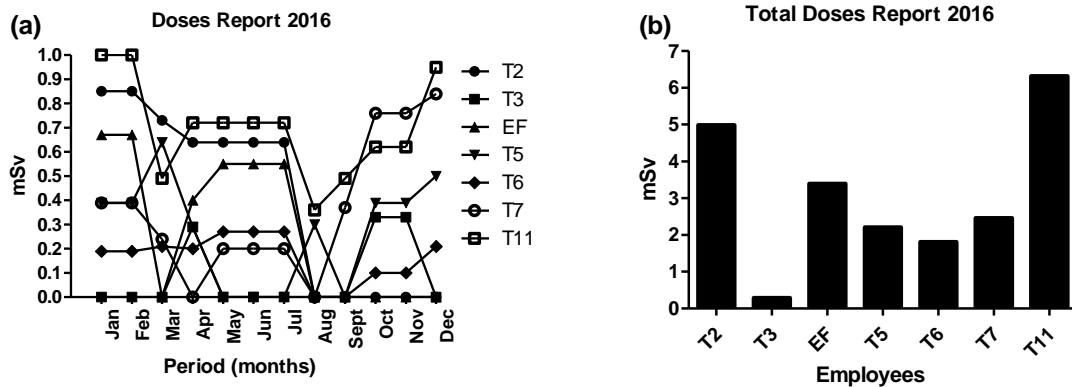 (a)
Doses Report 2016
mSv
1.0
0.9
0.8
0.7
0.6
0.5
0.4
0.3
0.2
0.1
0.0
Jan
Feb
Mar
Apr
May
Jun
Jul
Aug
Sept
Oct
Nov
Dec
Period (months)
T2
T3
EF
T5
T6
T7
T11
(b)
Total Doses Report 2016
mSv
7
6
5
4
3
2
1
0
T2
T3
EF
T5
T6
T7
T11
Employees